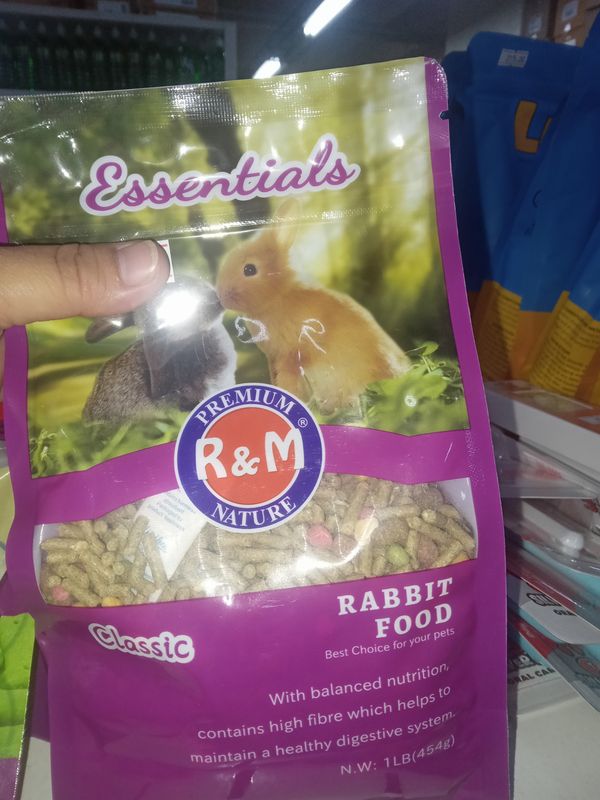 Essentials
PREMIUM
R & M®
NATURE
RABBIT
FOOD
Best Choice for your pets
Classic
With balanced nutrition,
contains high fibre which helps to
maintain a healthy digestive system.
N.W: 1LB(454g)